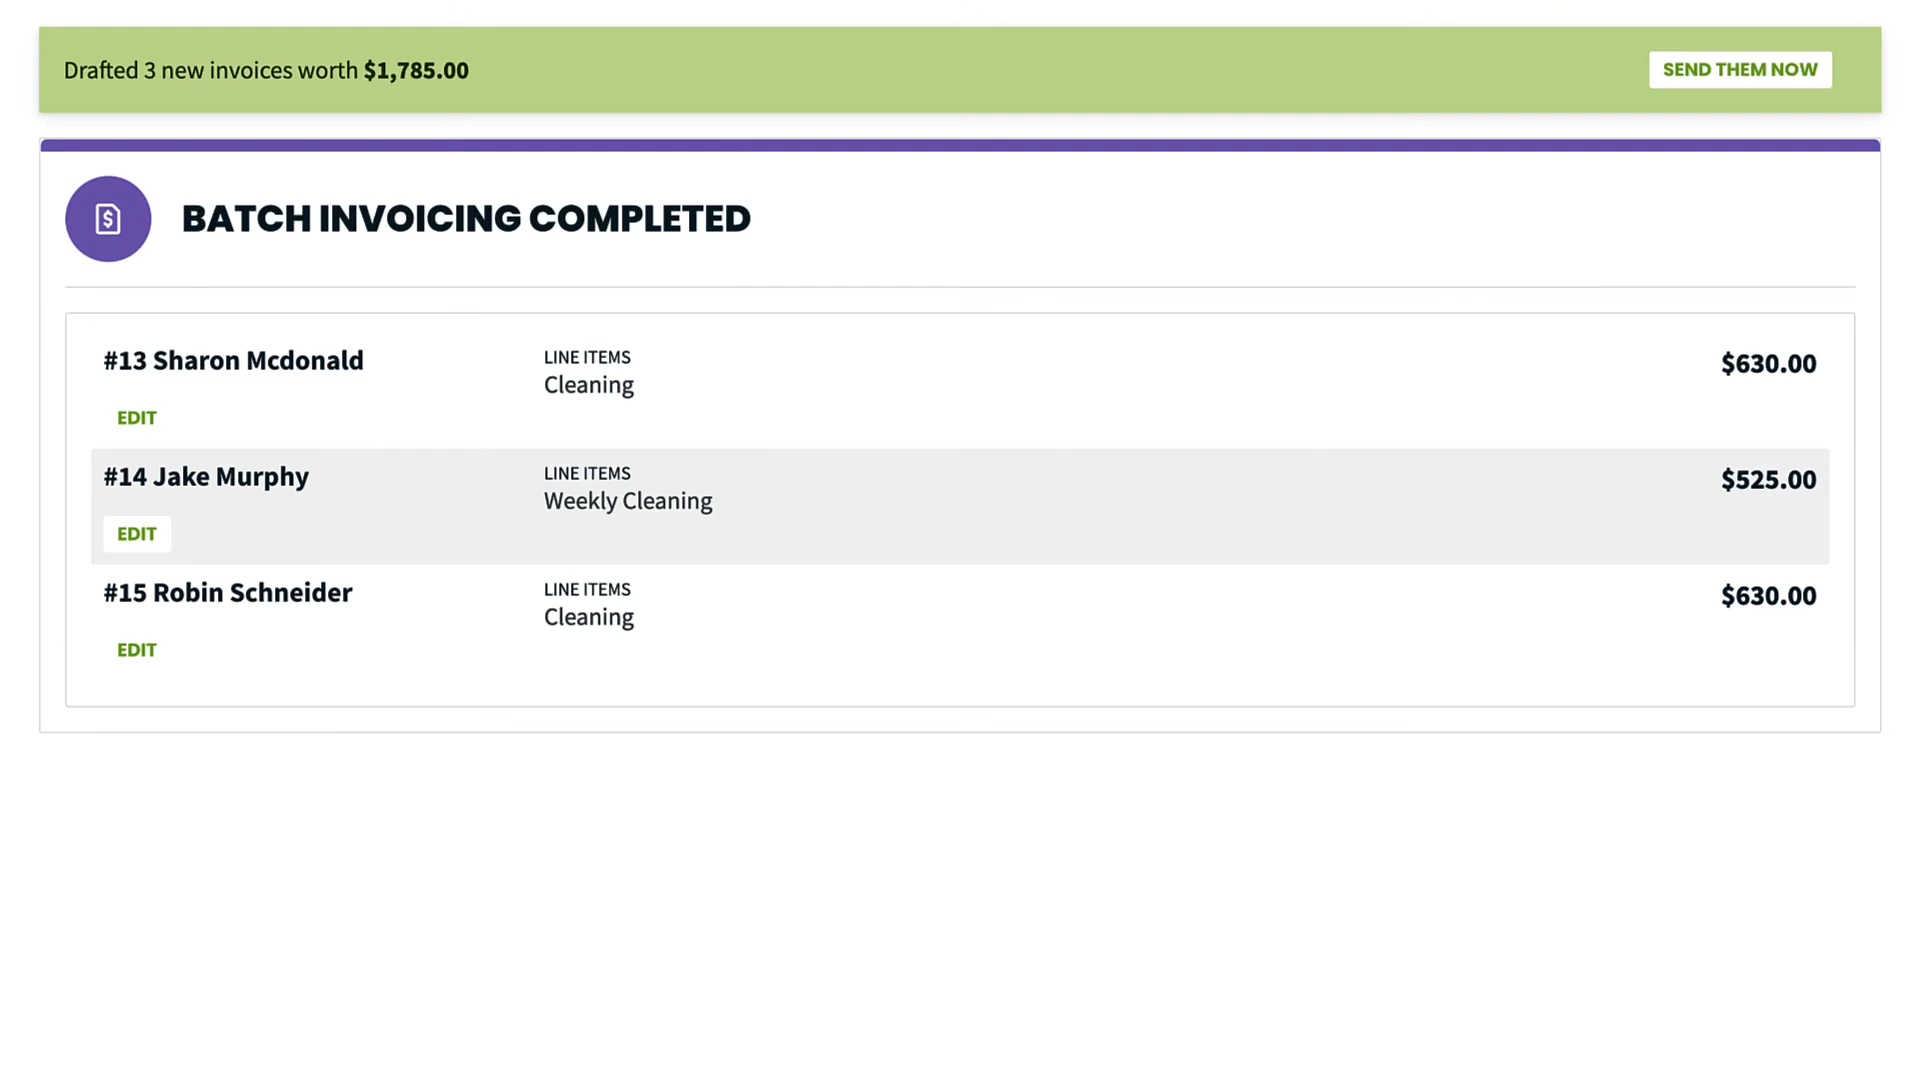 Drafted 3 new invoices worth $1,785.00
SEND THEM NOW
BATCH INVOICING COMPLETED
#13 Sharon Mcdonald
LINE ITEMS
Cleaning
$630.00
EDIT
#14 Jake Murphy
LINE ITEMS
Weekly Cleaning
$525.00
EDIT
#15 Robin Schneider
LINE ITEMS
Cleaning
$630.00
EDIT